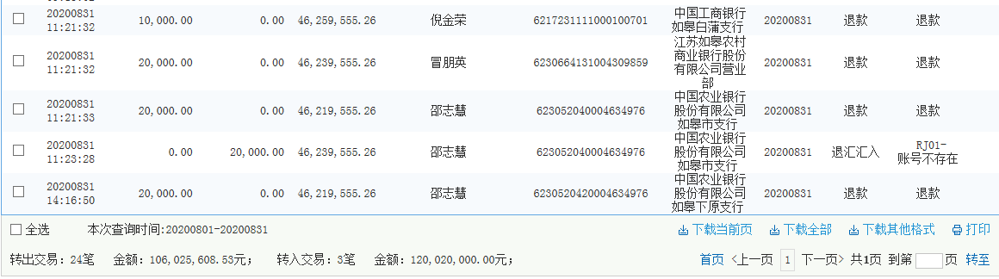 20200831
11:21:32 10,000.00 0.00 46,259,555.26 倪金荣 6217231111000100701 中国工商银行
如皋白蒲支行 20200831 退款 退款
20200831
11:21:32 20,000.00 0.00 46,239,555.26 冒朋英 6230664131004309859 江苏如皋农村
商业银行股份
有限公司营业
部 20200831 退款 退款
20200831
11:21:33 20,000.00 0.00 46,219,555.26 邵志慧 623052040004634976 中国农业银行
股份有限公司
如皋市支行 20200831 退款 退款
20200831
11:23:28 0.00 20,000.00 46,239,555.26 邵志慧 623052040004634976 中国农业银行
股份有限公司
如皋市支行 20200831 退汇汇入 RJ01-
账号不存在
20200831
14:16:50 20,000.00 0.00 46,219,555.26 邵志慧 6230520420004634976 中国农业银行
股份有限公司
如皋下原支行 20200831 退款 退款
全选 本次查询时间:20200801-20200831 下载当前页 下载全部 下载其他格式 打印
转出交易：24笔 金额：106,025,608.53元； 转入交易：3笔 金额：120,020,000.00元； 首页 <上一页 1 下一页> 共1页 到第 页 转至